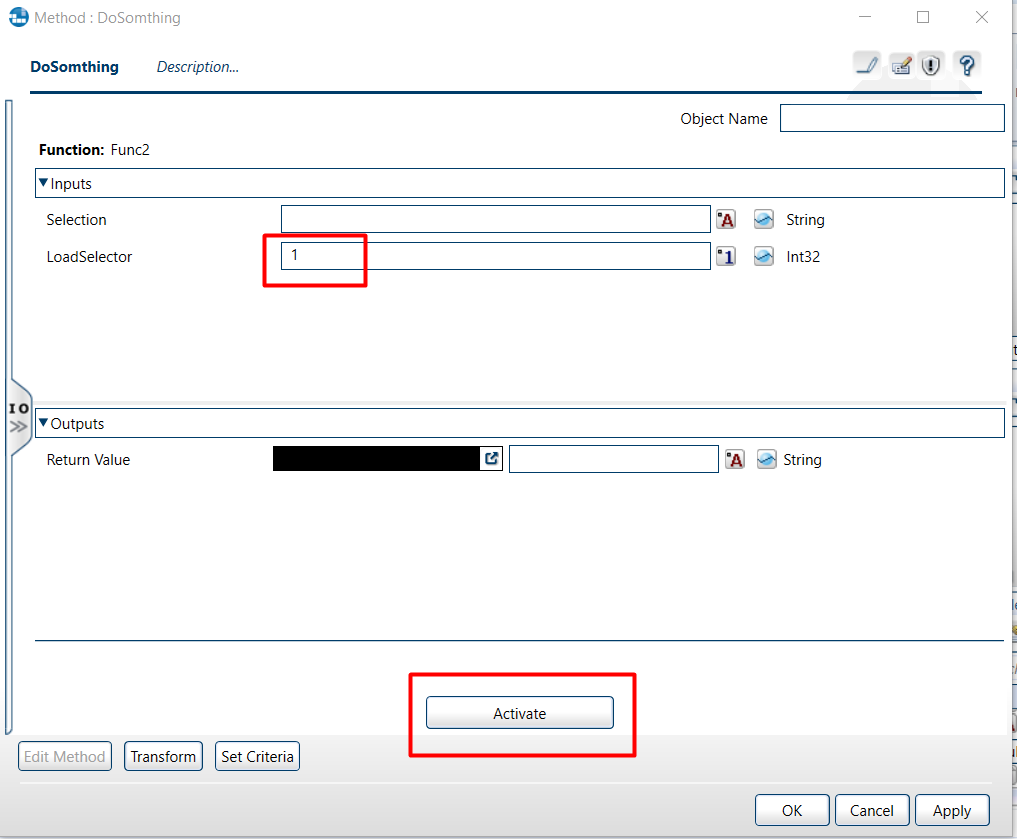 Method : DoSomthing
DoSomthing Description...
Object Name
Function: Func2
Inputs
Selection A String
LoadSelector 1 1 Int32
I O
Outputs
Return Value A String
Activate
Edit Method Transform Set Criteria
OK Cancel Apply